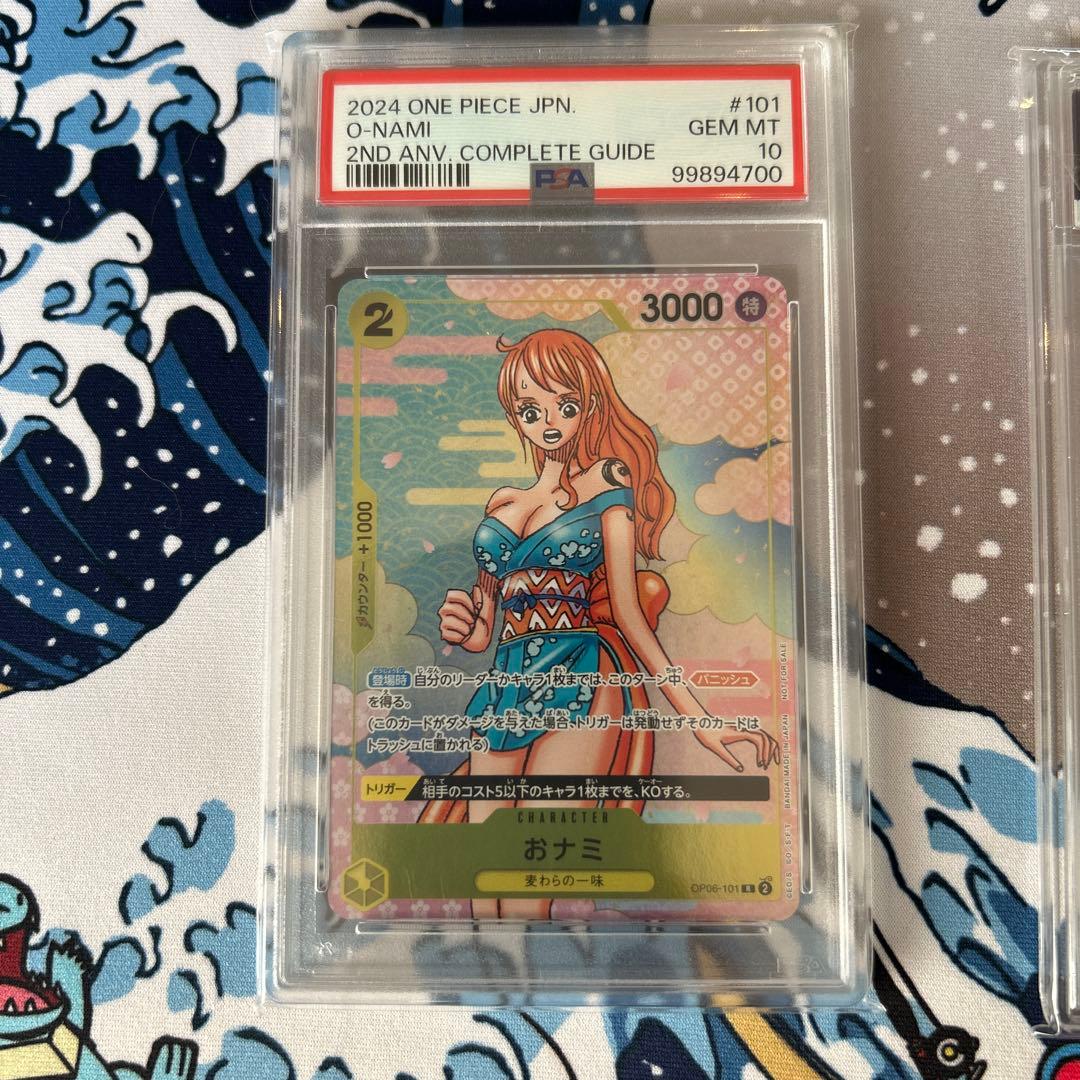 2024 ONE PIECE JPN. #101
O-NAMI GEM MT
2ND ANV. COMPLETE GUIDE 10
PSA 99894700
2 3000 特
カウンター +1000
登場時 自分のリーダーかキャラ1枚までは、このターン中、バニッシュ
を得る。
(このカードがダメージを与えた場合、トリガーは発動せずそのカードは
トラッシュに置かれる)
トリガー 相手のコスト5以下のキャラ1枚までを、KOする。
CHARACTER
おナミ
麦わらの一味
OP06-101 R 2
©E.O./S. ©O.,S.,F.,T. BANDAI MADE IN JAPAN NOT FOR SALE